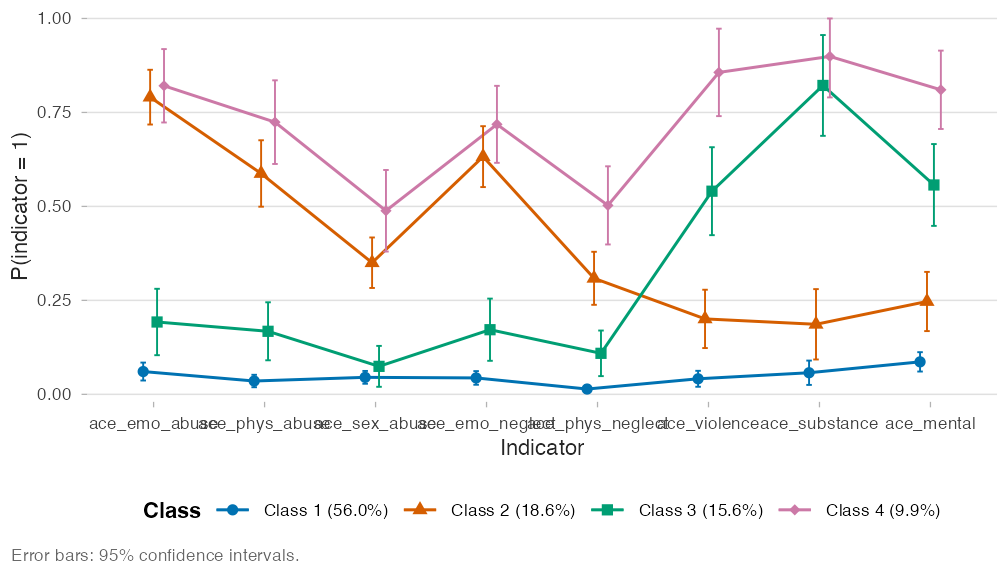 1.00
0.75
0.50
0.25
0.00
P(indicator = 1)
ace_emo_abuse ace_phys_abuse ace_sex_abuse ace_emo_neglect ace_phys_neglect ace_violence ace_substance ace_mental
Indicator
Class Class 1 (56.0%) Class 2 (18.6%) Class 3 (15.6%) Class 4 (9.9%)
Error bars: 95% confidence intervals.